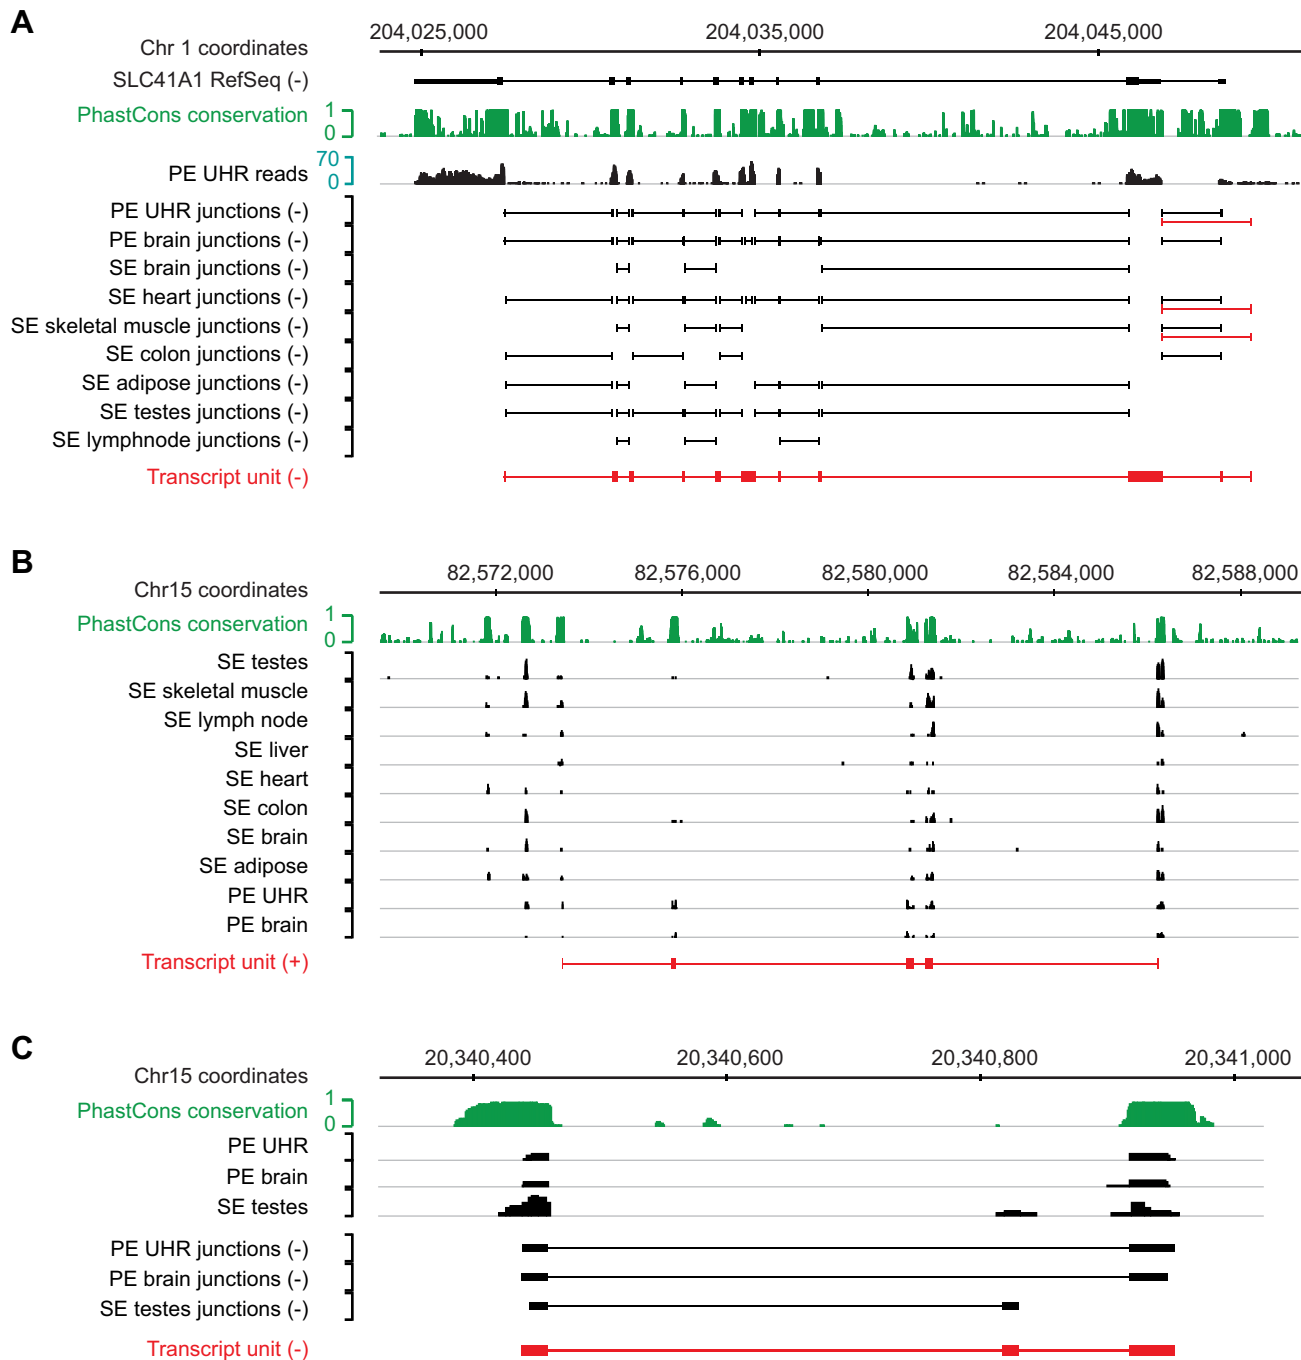 A
204,025,000 204,035,000 204,045,000
Chr 1 coordinates
SLC41A1 RefSeq (-)
PhastCons conservation 1 0
PE UHR reads 70 0
PE UHR junctions (-)
PE brain junctions (-)
SE brain junctions (-)
SE heart junctions (-)
SE skeletal muscle junctions (-)
SE colon junctions (-)
SE adipose junctions (-)
SE testes junctions (-)
SE lymphnode junctions (-)
Transcript unit (-)
B
82,572,000 82,576,000 82,580,000 82,584,000 82,588,000
Chr15 coordinates
PhastCons conservation 1 0
SE testes
SE skeletal muscle
SE lymph node
SE liver
SE heart
SE colon
SE brain
SE adipose
PE UHR
PE brain
Transcript unit (+)
C
20,340,400 20,340,600 20,340,800 20,341,000
Chr15 coordinates
PhastCons conservation 1 0
PE UHR
PE brain
SE testes
PE UHR junctions (-)
PE brain junctions (-)
SE testes junctions (-)
Transcript unit (-)